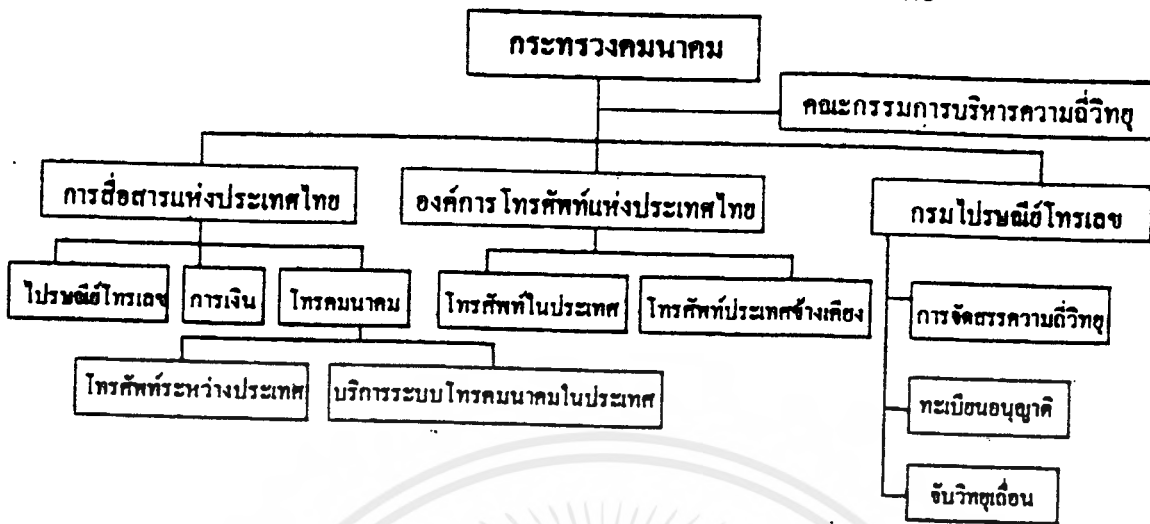 กระทรวงคมนาคม
คณะกรรมการบริหารความถี่วิทยุ
การสื่อสารแห่งประเทศไทย
องค์การโทรศัพท์แห่งประเทศไทย
กรมไปรษณีย์โทรเลข
ไปรษณีย์โทรเลข
การเงิน
โทรคมนาคม
โทรศัพท์ในประเทศ
โทรศัพท์ประเทศข้างเคียง
การจัดสรรความถี่วิทยุ
โทรศัพท์ระหว่างประเทศ
บริการระบบโทรคมนาคมในประเทศ
ทะเบียนอนุญาติ
จับวิทยุเถื่อน